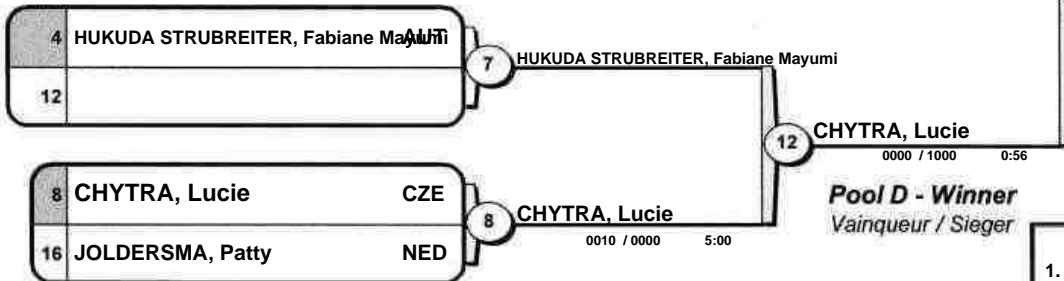 4 HUKUDA STRUBREITER, Fabiane Mayumi AUT
7 HUKUDA STRUBREITER, Fabiane Mayumi
12
12 CHYTRA, Lucie
0000 / 1000 0:56
8 CHYTRA, Lucie CZE
Pool D - Winner
Vainqueur / Sieger
8 CHYTRA, Lucie
0010 / 0000 5:00
16 JOLDERSMA, Patty NED
1.